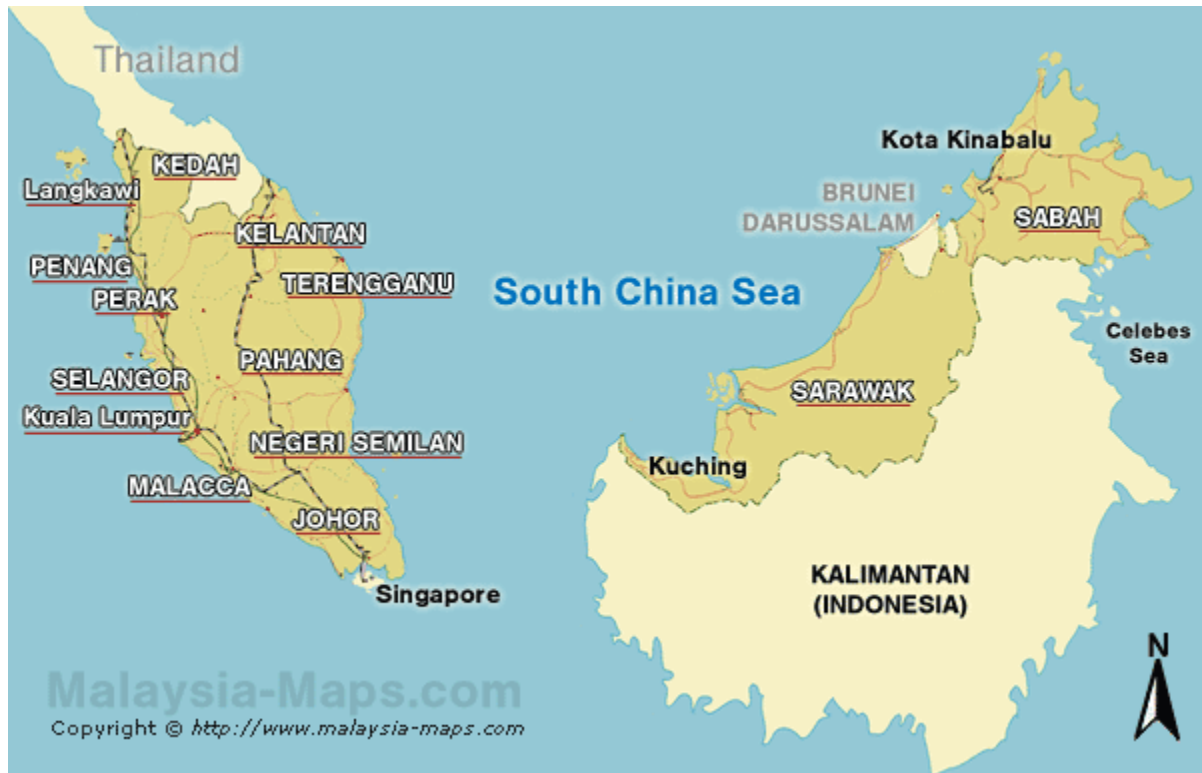 Thailand
KEDAH
Langkawi
KELANTAN
PENANG
TERENGGANU
PERAK
PAHANG
SELANGOR
Kuala Lumpur
NEGERI SEMILAN
MALACCA
JOHOR
Singapore
South China Sea
Kota Kinabalu
BRUNEI
DARUSSALAM
SABAH
Celebes
Sea
SARAWAK
Kuching
KALIMANTAN
(INDONESIA)
N
Malaysia-Maps.com
Copyright © http://www.malaysia-maps.com